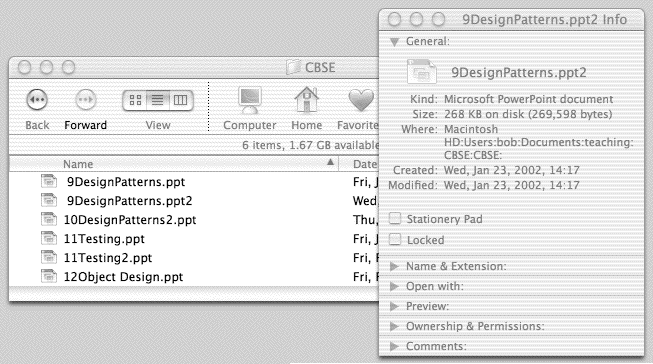 CBSE
Back
Forward
View
Computer
Home
Favorite
6 items, 1.67 GB available
Name
Date
9DesignPatterns.ppt
Fri, J
9DesignPatterns.ppt2
Wed,
10DesignPatterns2.ppt
Thu,
11Testing.ppt
Fri, J
11Testing2.ppt
Fri, F
12Object Design.ppt
Fri, F
9DesignPatterns.ppt2 Info
General:
9DesignPatterns.ppt2
Kind: Microsoft PowerPoint document
Size: 268 KB on disk (269,598 bytes)
Where: Macintosh
HD:Users:bob:Documents:teaching:
CBSE:CBSE:
Created: Wed, Jan 23, 2002, 14:17
Modified: Wed, Jan 23, 2002, 14:17
Stationery Pad
Locked
Name & Extension:
Open with:
Preview:
Ownership & Permissions:
Comments: